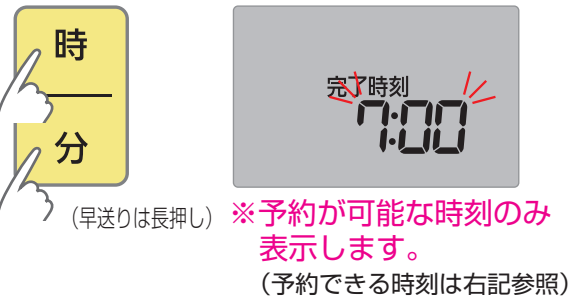 時
分
(早送りは長押し)
完了時刻
7:00
※予約が可能な時刻のみ
表示します。
(予約できる時刻は右記参照)